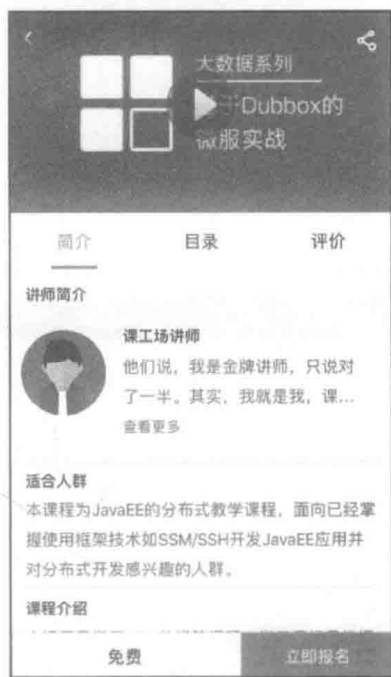 大数据系列
基于Dubbox的
微服实战
简介
目录
评价
讲师简介
课工场讲师
他们说，我是金牌讲师，只说对
了一半。其实，我就是我，课...
查看更多
适合人群
本课程为JavaEE的分布式教学课程，面向已经掌
握使用框架技术如SSM/SSH开发JavaEE应用并
对分布式开发感兴趣的人群。
课程介绍
免费
立即报名